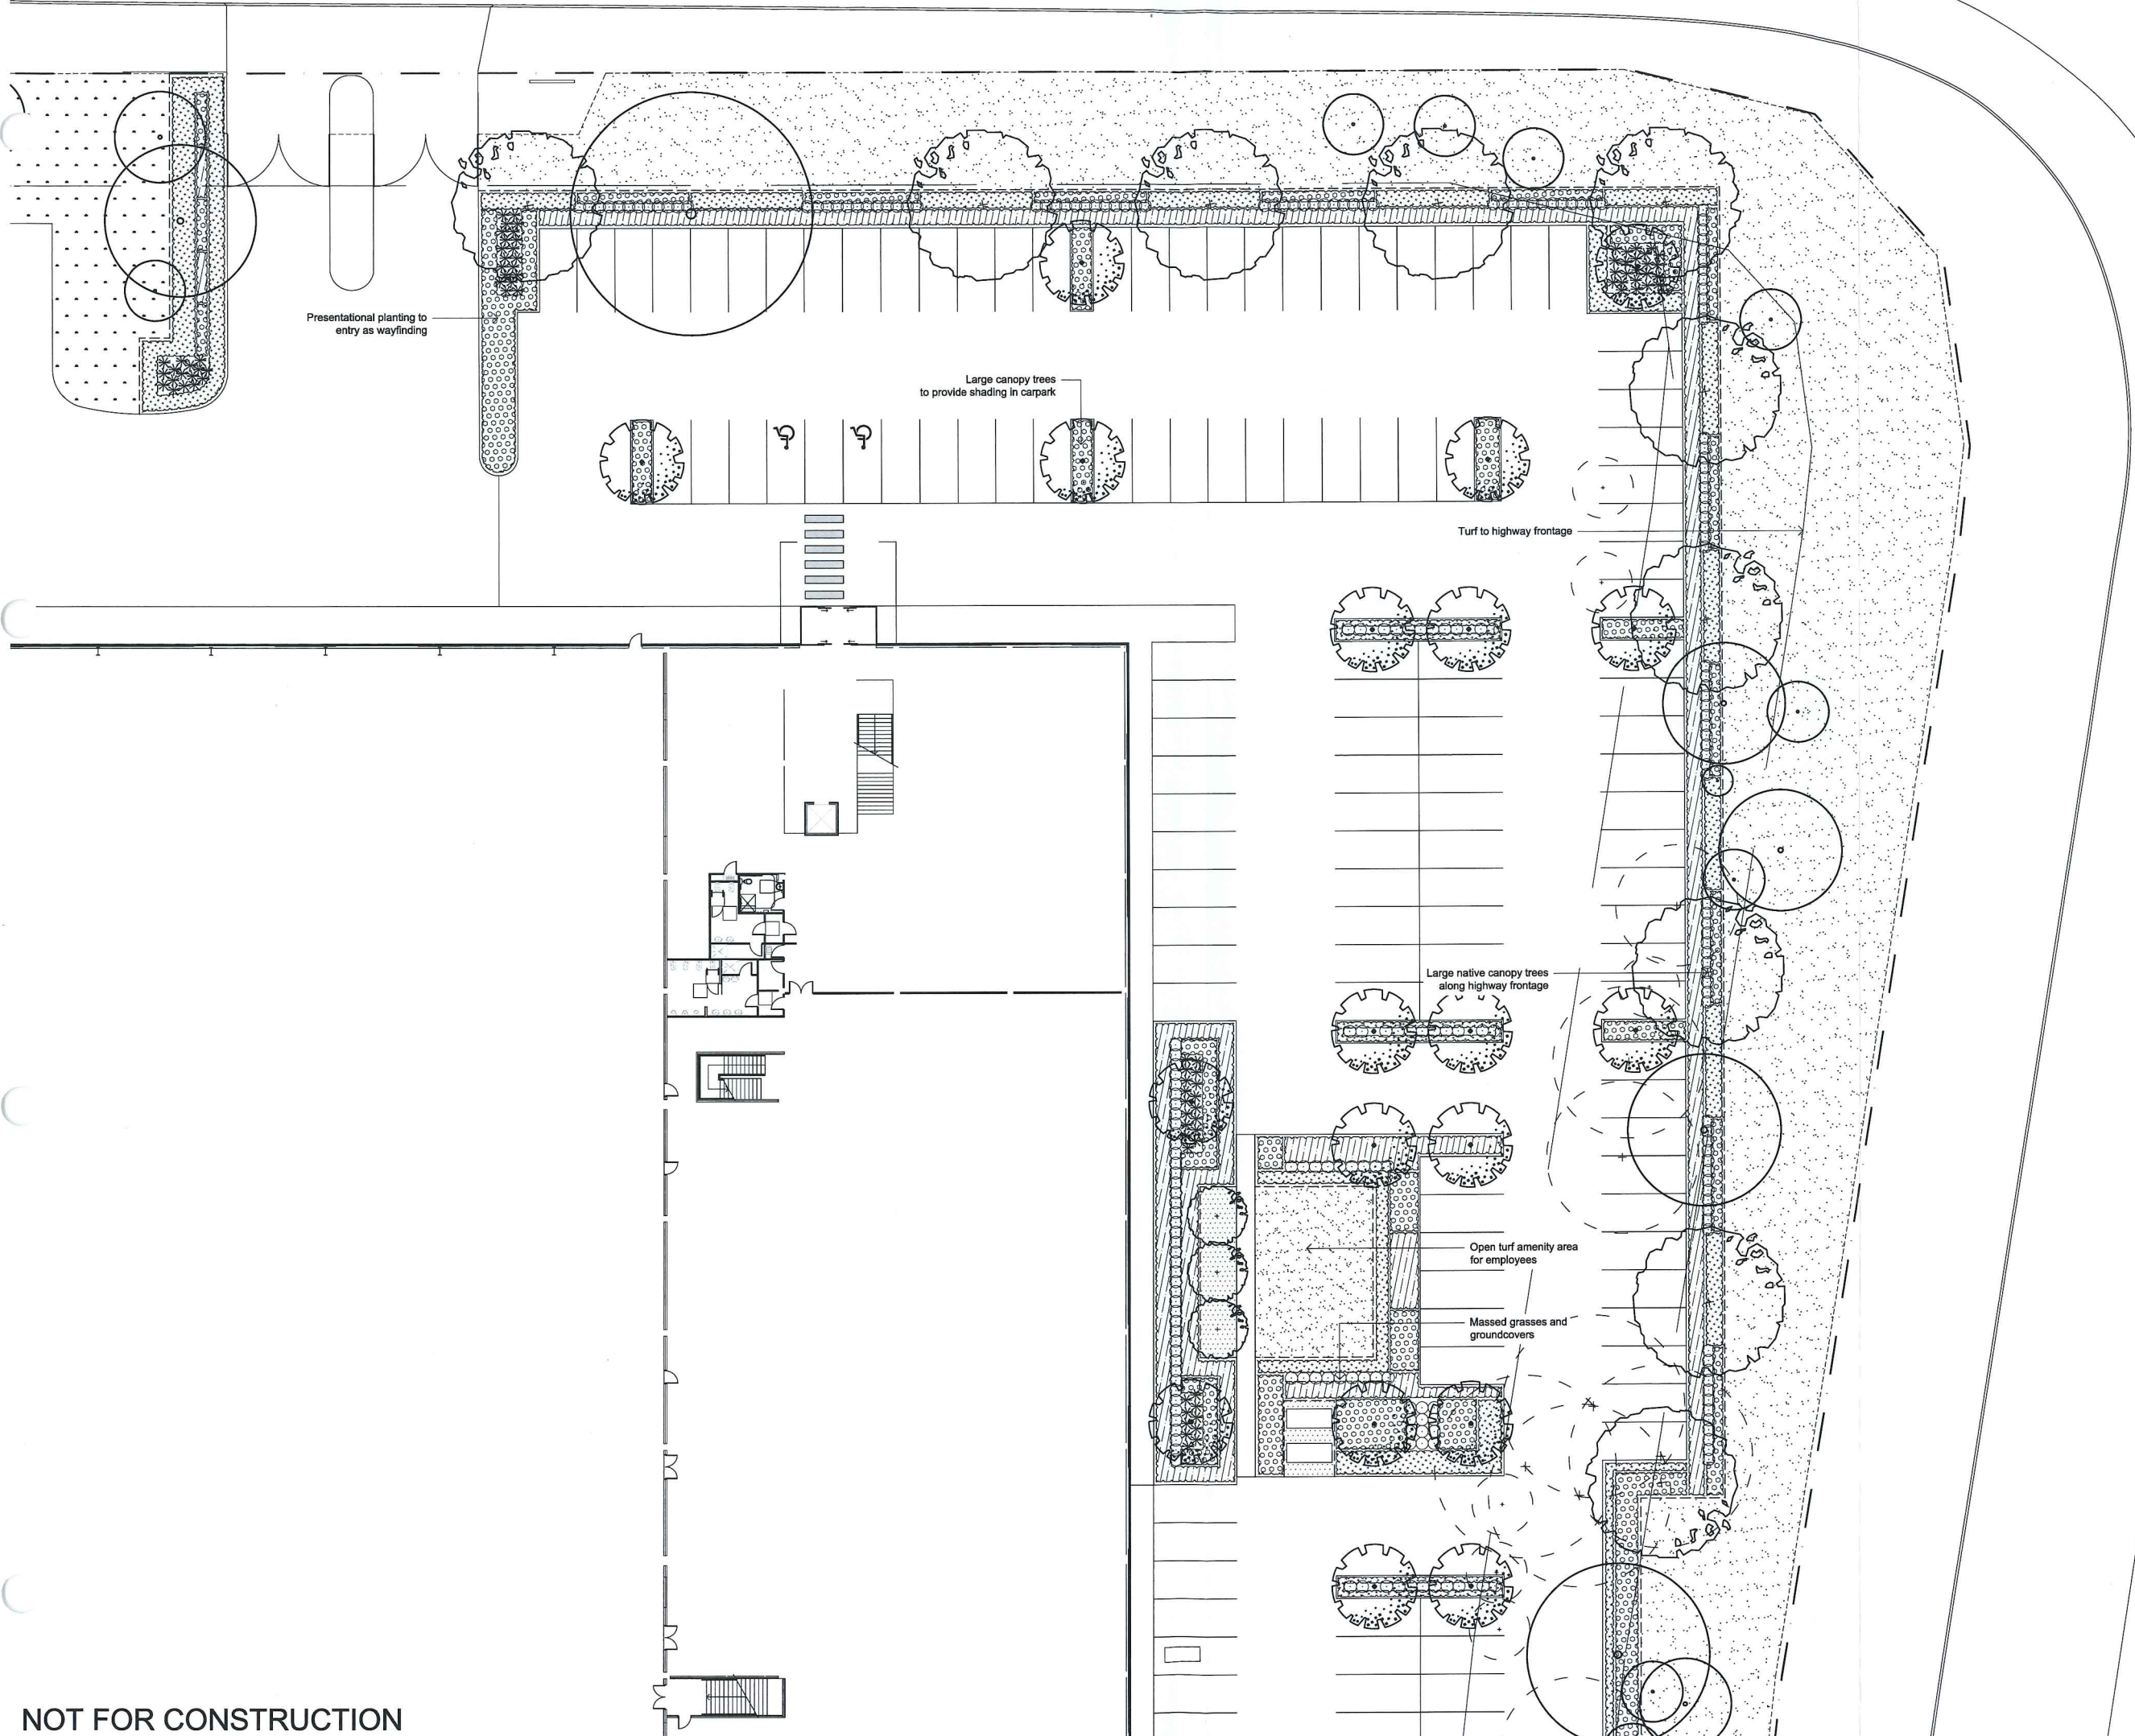 Presentational planting to
entry as wayfinding
Large canopy trees
to provide shading in carpark
Turf to highway frontage
Large native canopy trees
along highway frontage
Open turf amenity area
for employees
Massed grasses and
groundcovers
NOT FOR CONSTRUCTION